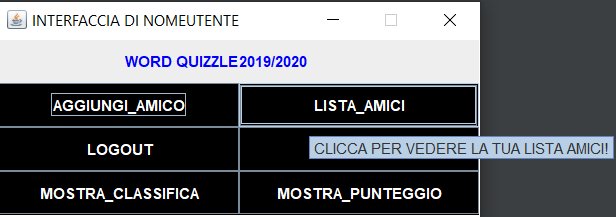 INTERFACCIA DI NOMEUTENTE
WORD QUIZZLE2019/2020
AGGIUNGI_AMICO
LISTA_AMICI
LOGOUT
CLICCA PER VEDERE LA TUA LISTA AMICI!
MOSTRA_CLASSIFICA
MOSTRA_PUNTEGGIO